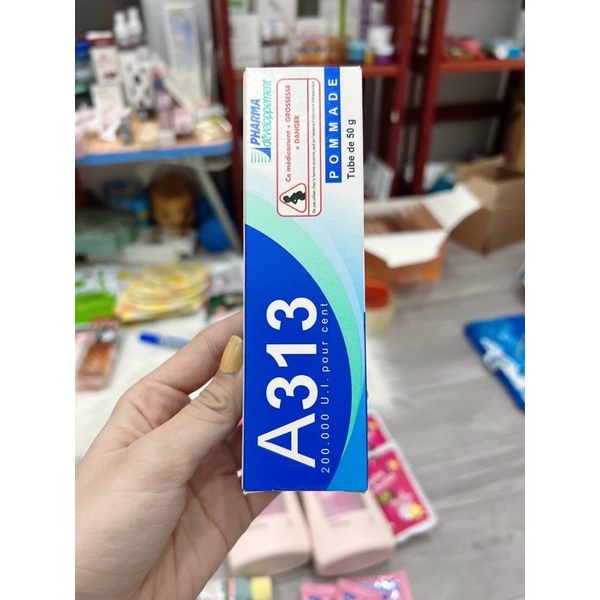 PHARMA
développement
Ce médicament + GROSSESSE
= DANGER
POMMADE
Tube de 50 g
A313
200.000 U.I. pour cent